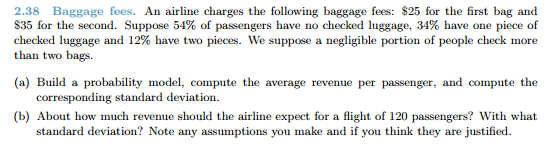 2.38 Baggage fees. An airline charges the following baggage fees: $25 for the first bag and
$35 for the second. Suppose 54% of passengers have no checked luggage, 34% have one piece of
checked luggage and 12% have two pieces. We suppose a negligible portion of people check more
than two bags.
(a) Build a probability model, compute the average revenue per passenger, and compute the
corresponding standard deviation.
(b) About how much revenue should the airline expect for a flight of 120 passengers? With what
standard deviation? Note any assumptions you make and if you think they are justified.